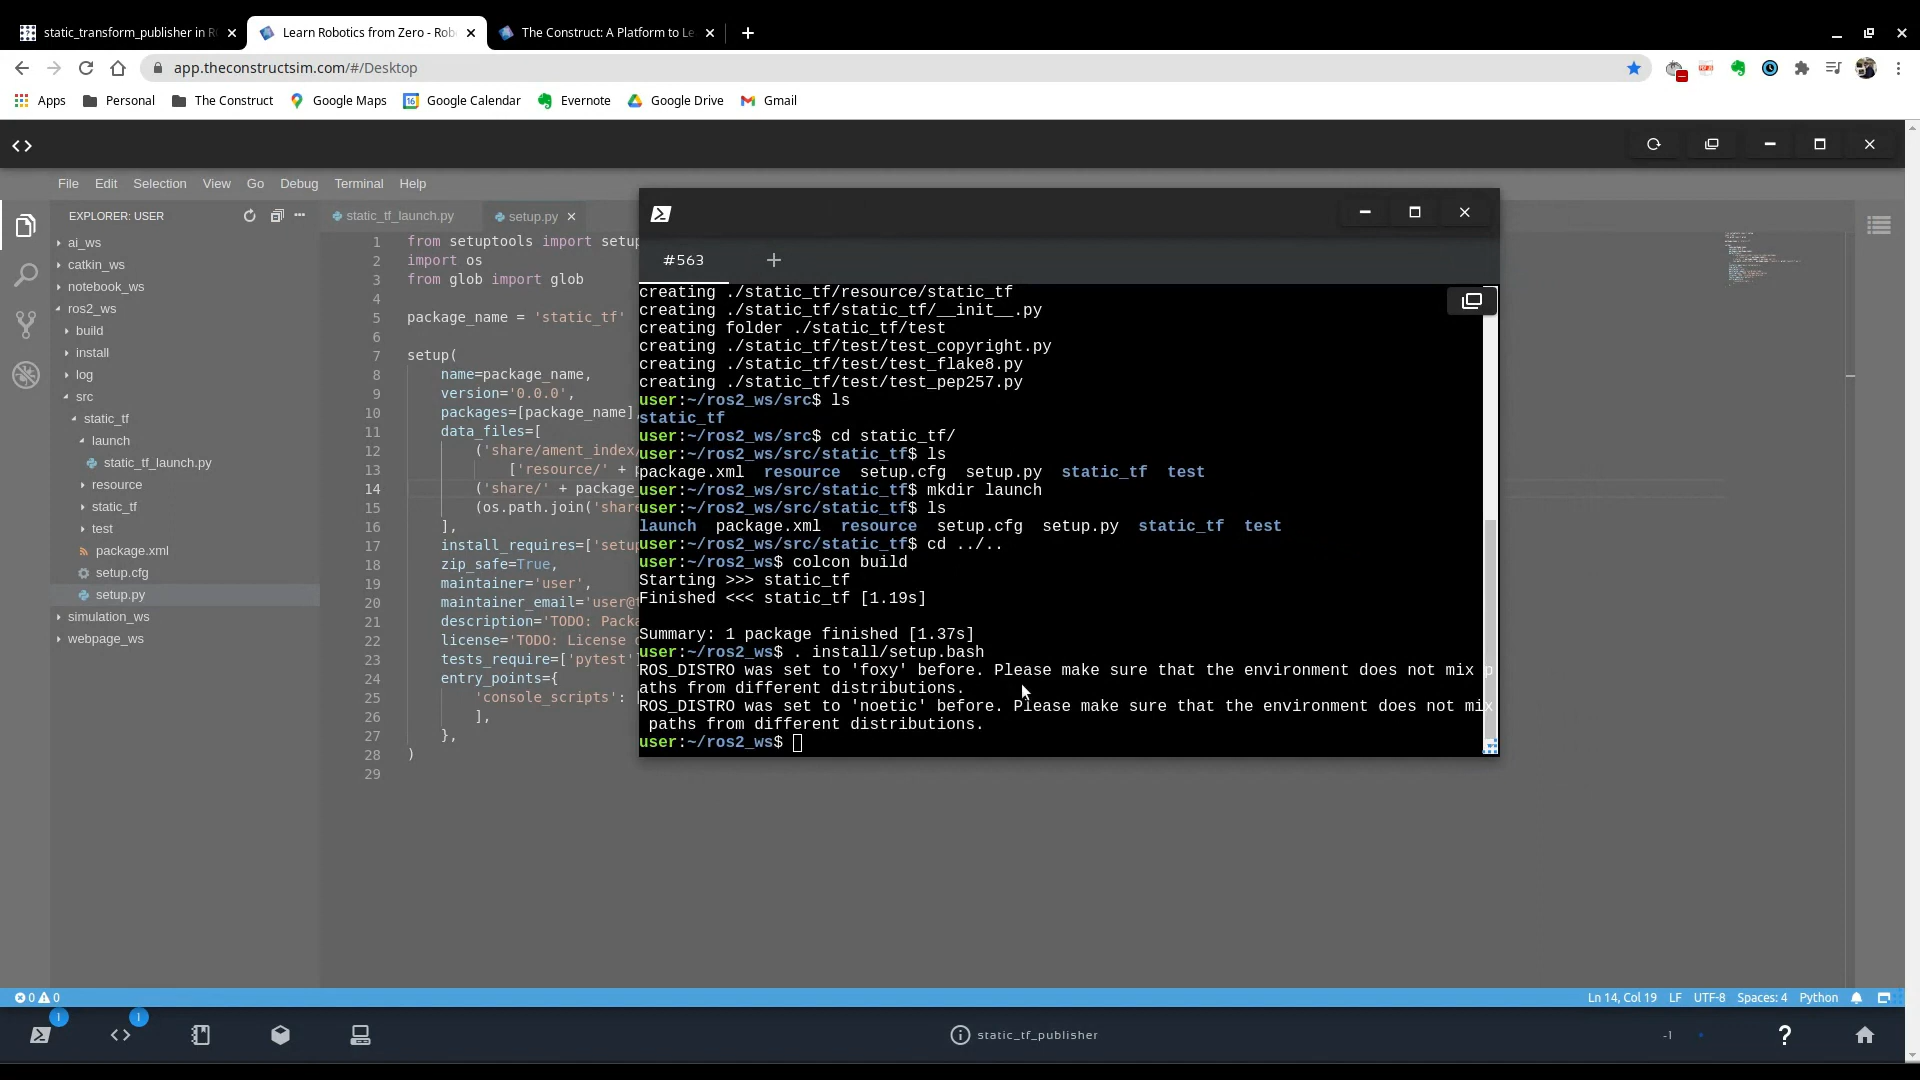 static_transform_publisher in R
Learn Robotics from Zero - Rob
The Construct: A Platform to Le
app.theconstructsim.com/#/Desktop
Apps Personal The Construct Google Maps Google Calendar Evernote Google Drive Gmail
File Edit Selection View Go Debug Terminal Help
EXPLORER: USER
ai_ws
catkin_ws
notebook_ws
ros2_ws
build
install
log
src
static_tf
launch
static_tf_launch.py
resource
static_tf
test
package.xml
setup.cfg
setup.py
simulation_ws
webpage_ws
static_tf_launch.py setup.py
1 from setuptools import setup
2 import os
3 from glob import glob
4
5 package_name = 'static_tf'
6
7 setup(
8 name=package_name,
9 version='0.0.0',
10 packages=[package_name],
11 data_files=[
12 ('share/ament_index/
13 ['resource/' + p
14 ('share/' + package_
15 (os.path.join('share
16 ],
17 install_requires=['setup
18 zip_safe=True,
19 maintainer='user',
20 maintainer_email='user@t
21 description='TODO: Packa
22 license='TODO: License d
23 tests_require=['pytest'
24 entry_points={
25 'console_scripts':
26 ],
27 },
28 )
29
#563
creating ./static_tf/resource/static_tf
creating ./static_tf/static_tf/__init__.py
creating folder ./static_tf/test
creating ./static_tf/test/test_copyright.py
creating ./static_tf/test/test_flake8.py
creating ./static_tf/test/test_pep257.py
user:~/ros2_ws/src$ ls
static_tf
user:~/ros2_ws/src$ cd static_tf/
user:~/ros2_ws/src/static_tf$ ls
package.xml resource setup.cfg setup.py static_tf test
user:~/ros2_ws/src/static_tf$ mkdir launch
user:~/ros2_ws/src/static_tf$ ls
launch package.xml resource setup.cfg setup.py static_tf test
user:~/ros2_ws/src/static_tf$ cd ../..
user:~/ros2_ws$ colcon build
Starting >>> static_tf
Finished <<< static_tf [1.19s]
Summary: 1 package finished [1.37s]
user:~/ros2_ws$ . install/setup.bash
ROS_DISTRO was set to 'foxy' before. Please make sure that the environment does not mix p
aths from different distributions.
ROS_DISTRO was set to 'noetic' before. Please make sure that the environment does not mix
paths from different distributions.
user:~/ros2_ws$
0 0
Ln 14, Col 19 LF UTF-8 Spaces: 4 Python
static_tf_publisher
-1